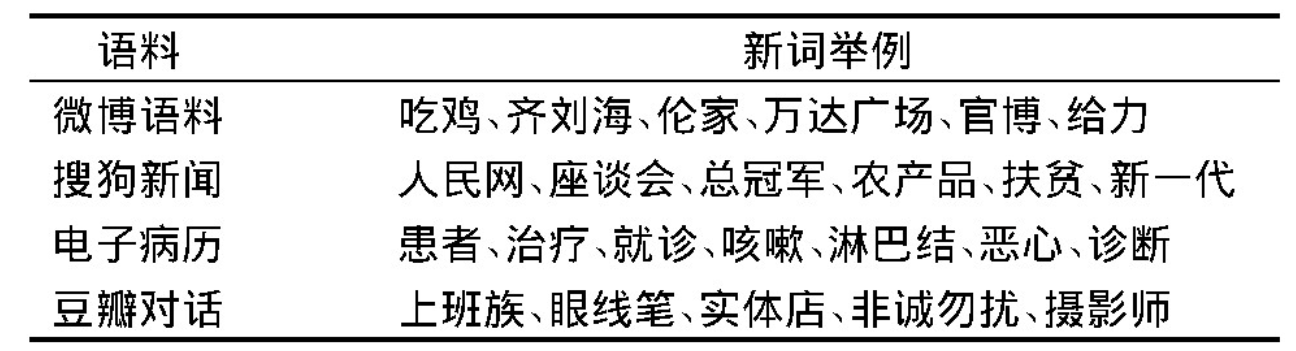 语料 新词举例
微博语料 吃鸡、齐刘海、伦家、万达广场、官博、给力
搜狗新闻 人民网、座谈会、总冠军、农产品、扶贫、新一代
电子病历 患者、治疗、就诊、咳嗽、淋巴结、恶心、诊断
豆瓣对话 上班族、眼线笔、实体店、非诚勿扰、摄影师